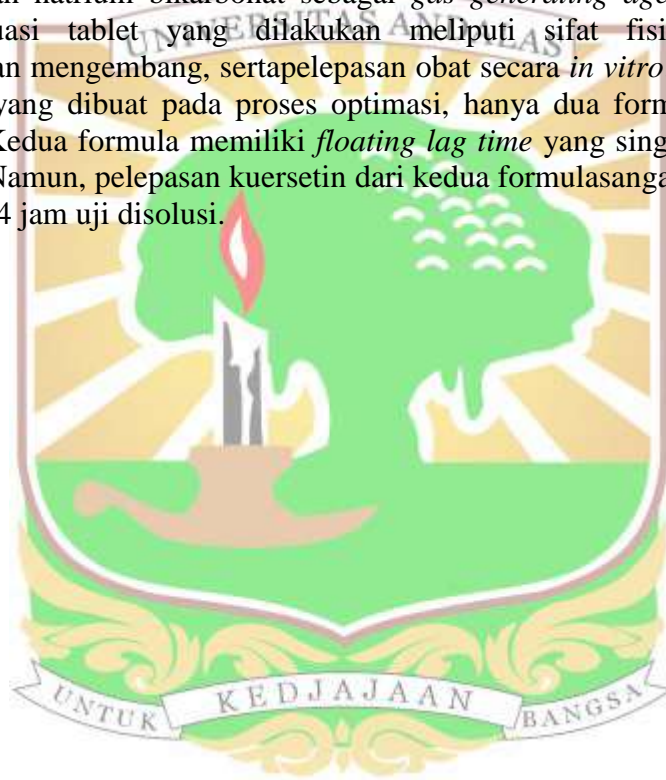 n natrium bikarbonat sebagai gas generating age
UNIVERSITAS ANDALAS
uasi tablet yang dilakukan meliputi sifat fisi
an mengembang, sertapelepasan obat secara in vitro
yang dibuat pada proses optimasi, hanya dua form
Kedua formula memiliki floating lag time yang sing
Namun, pelepasan kuersetin dari kedua formulasanga
4 jam uji disolusi.
UNTUK KEDJAJAAN BANGSA